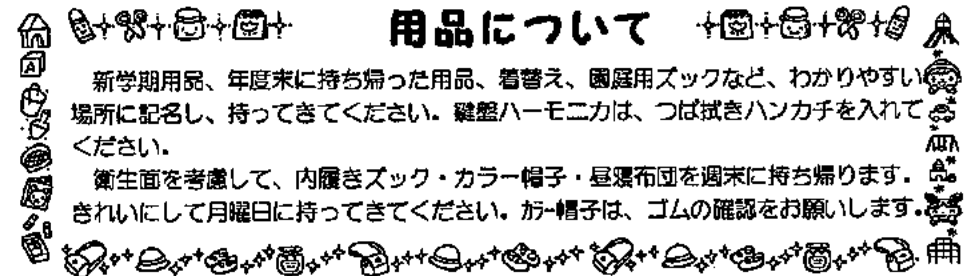 用品について
新学期用品、年度末に持ち帰った用品、着替え、園庭用ズックなど、わかりやすい
場所に記名し、持ってきてください。鍵盤ハーモニカは、つば拭きハンカチを入れて
ください。
衛生面を考慮して、内履きズック・カラー帽子・昼寝布団を週末に持ち帰ります。
きれいにして月曜日に持ってきてください。カラー帽子は、ゴムの確認をお願いします。